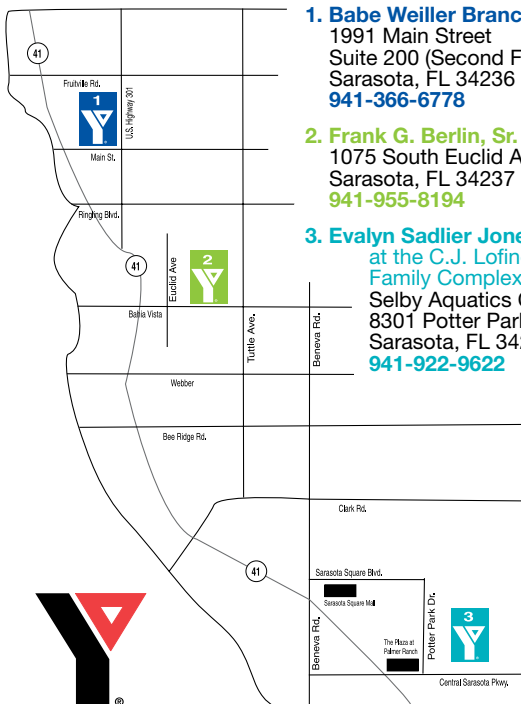 1. Babe Weiller Branc
1991 Main Street
Suite 200 (Second F
Sarasota, FL 34236
941-366-6778
2. Frank G. Berlin, Sr.
1075 South Euclid A
Sarasota, FL 34237
941-955-8194
3. Evalyn Sadlier Jone
at the C.J. Lofin
Family Complex
Selby Aquatics C
8301 Potter Park
Sarasota, FL 342
941-922-9622
41
Fruitville Rd.
1
U.S. Highway 301
Main St.
Ringling Blvd.
41
Euclid Ave
2
Bahia Vista
Tuttle Ave.
Beneva Rd.
Webber
Bee Ridge Rd.
Clark Rd.
41
Sarasota Square Blvd.
Sarasota Square Mall
Beneva Rd.
The Plaza at
Palmer Ranch
Potter Park Dr.
3
Central Sarasota Pkwy.
®